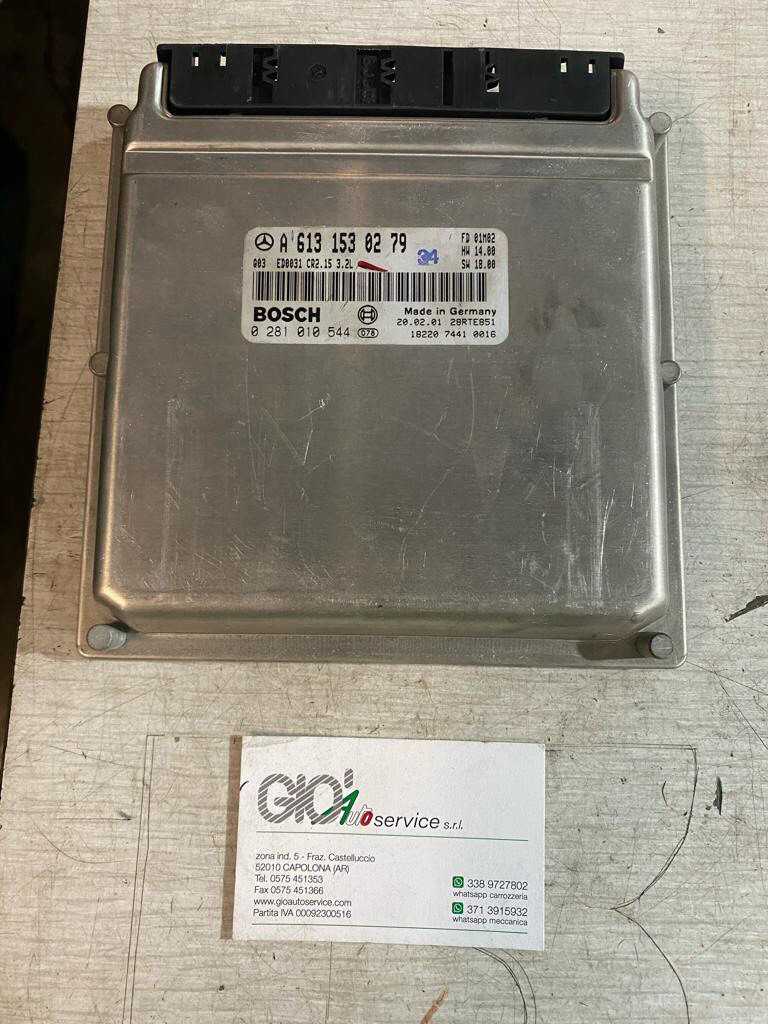 A 613 153 02 79
34
FD 01M02
HW 14.00
SW 18.00
G03 ED0031 CR2.15 3.2L
BOSCH
0 281 010 544 078
Made in Germany
20.02.01 28RTE851
18220 7441 0016
GIO' Auto service s.r.l.
zona ind. 5 - Fraz. Castelluccio
52010 CAPOLONA (AR)
Tel. 0575 451353
Fax 0575 451366
www.gioautoservice.com
Partita IVA 00092300516
338 9727802
whatsapp carrozzeria
371 3915932
whatsapp meccanica